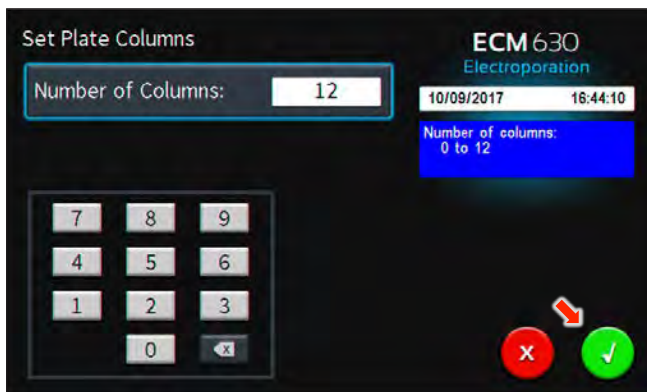 Set Plate Columns
Number of Columns: 12
ECM 630
Electroporation
10/09/2017 16:44:10
Number of columns:
0 to 12
7 8 9
4 5 6
1 2 3
0